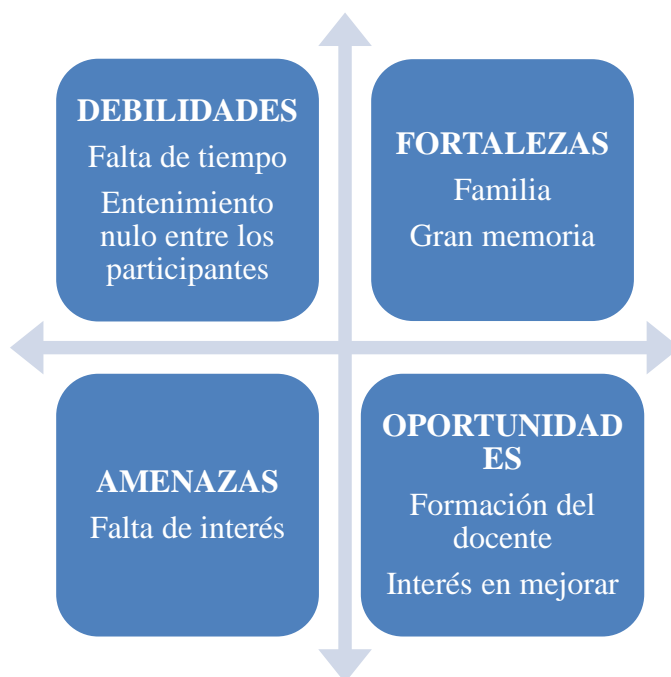 DEBILIDADES
Falta de tiempo
Entenimiento
nulo entre los
participantes
FORTALEZAS
Familia
Gran memoria
AMENAZAS
Falta de interés
OPORTUNIDAD
ES
Formación del
docente
Interés en mejorar